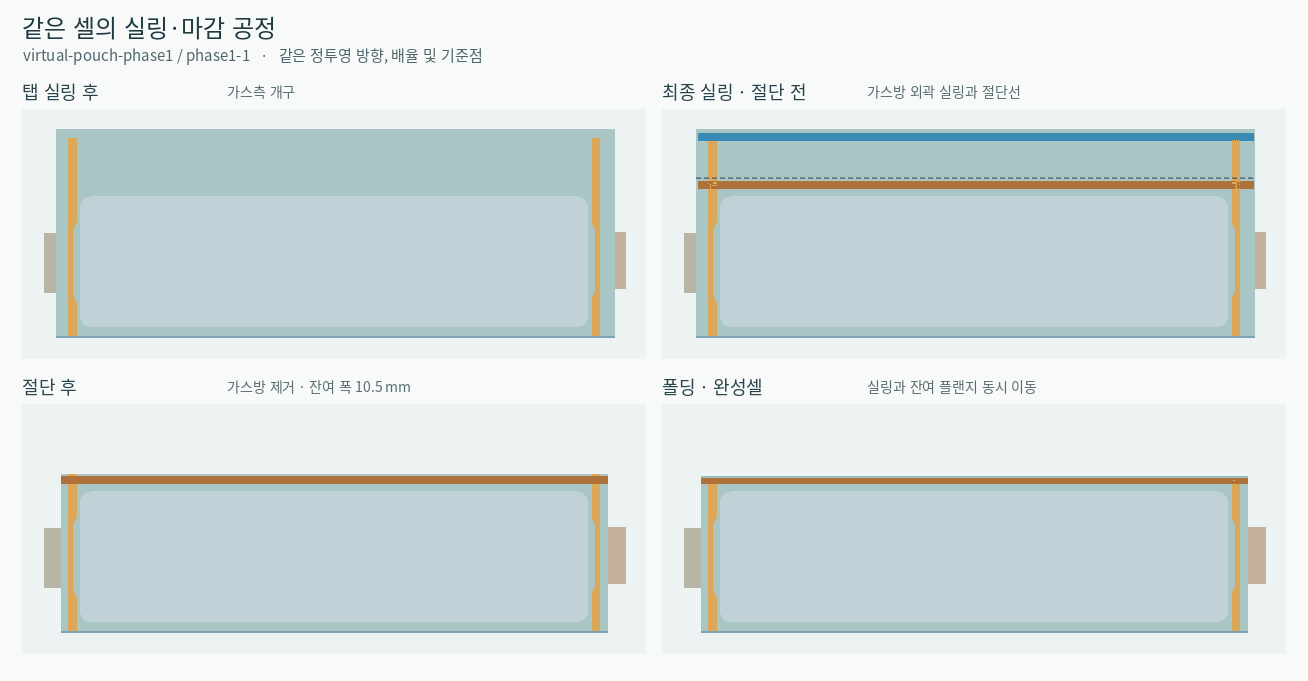 같은 셀의 실링·마감 공정
virtual-pouch-phase1 / phase1-1 · 같은 정투영 방향, 배율 및 기준점
탭 실링 후 가스측 개구
최종 실링 · 절단 전 가스방 외곽 실링과 절단선
절단 후 가스방 제거 · 잔여 폭 10.5 mm
폴딩 · 완성셀 실링과 잔여 플랜지 동시 이동